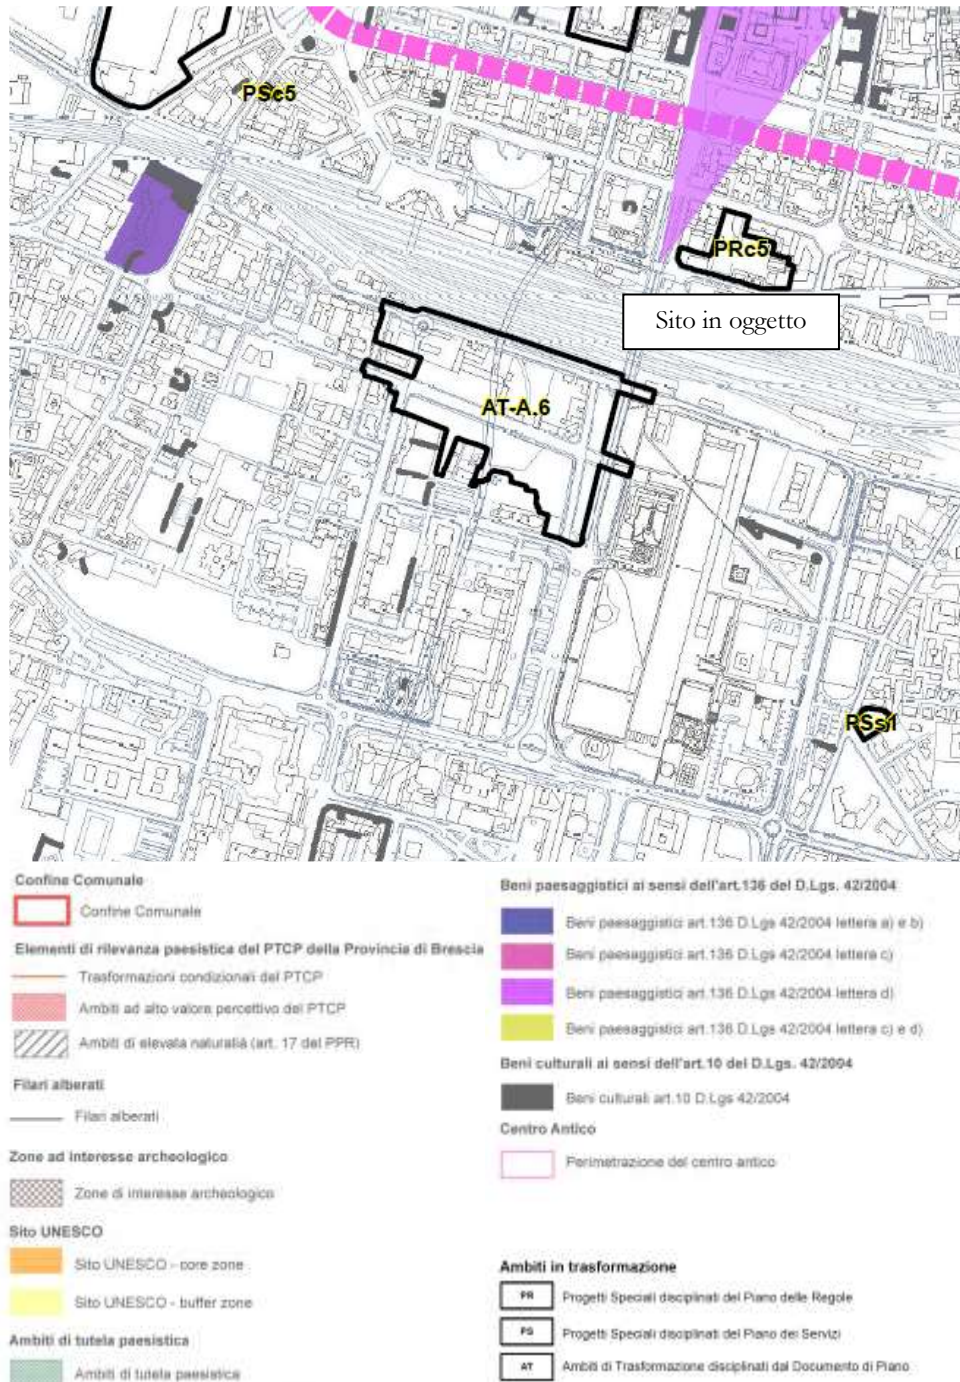 PSc5
PRc5
Sito in oggetto
AT-A.6
PSs1
Confine Comunale
Confine Comunale
Elementi di rilevanza paesistica del PTCP della Provincia di Brescia
Trasformazioni condizionali del PTCP
Ambiti ad alto valore percettivo del PTCP
Ambiti di elevata naturalià (art. 17 del PPR)
Filari alberati
Filari alberati
Zone ad interesse archeologico
Zone di interesse archeologico
Sito UNESCO
Sito UNESCO - core zone
Sito UNESCO - buffer zone
Ambiti di tutela paesistica
Ambiti di tutela paesistica
Beni paesaggistici ai sensi dell'art.136 del D.Lgs. 42/2004
Beni paesaggistici art.136 D.Lgs 42/2004 lettera a) e b)
Beni paesaggistici art.136 D.Lgs 42/2004 lettera c)
Beni paesaggistici art.136 D.Lgs 42/2004 lettera d)
Beni paesaggistici art.136 D.Lgs 42/2004 lettera c) e d)
Beni culturali ai sensi dell'art.10 del D.Lgs. 42/2004
Beni culturali art.10 D.Lgs 42/2004
Centro Antico
Perimetrazione del centro antico
Ambiti in trasformazione
PR Progetti Speciali disciplinati del Piano delle Regole
PS Progetti Speciali disciplinati del Piano dei Servizi
AT Ambiti di Trasformazione disciplinati dal Documento di Piano